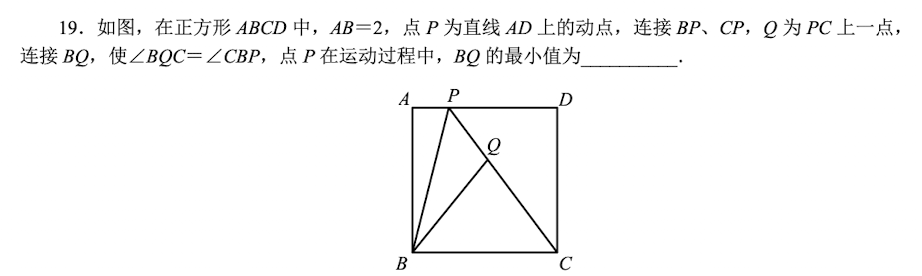 19．如图，在正方形 ABCD 中，AB＝2，点 P 为直线 AD 上的动点，连接 BP、CP，Q 为 PC 上一点，
连接 BQ，使∠BQC＝∠CBP，点 P 在运动过程中，BQ 的最小值为__________．
A P D
Q
B C